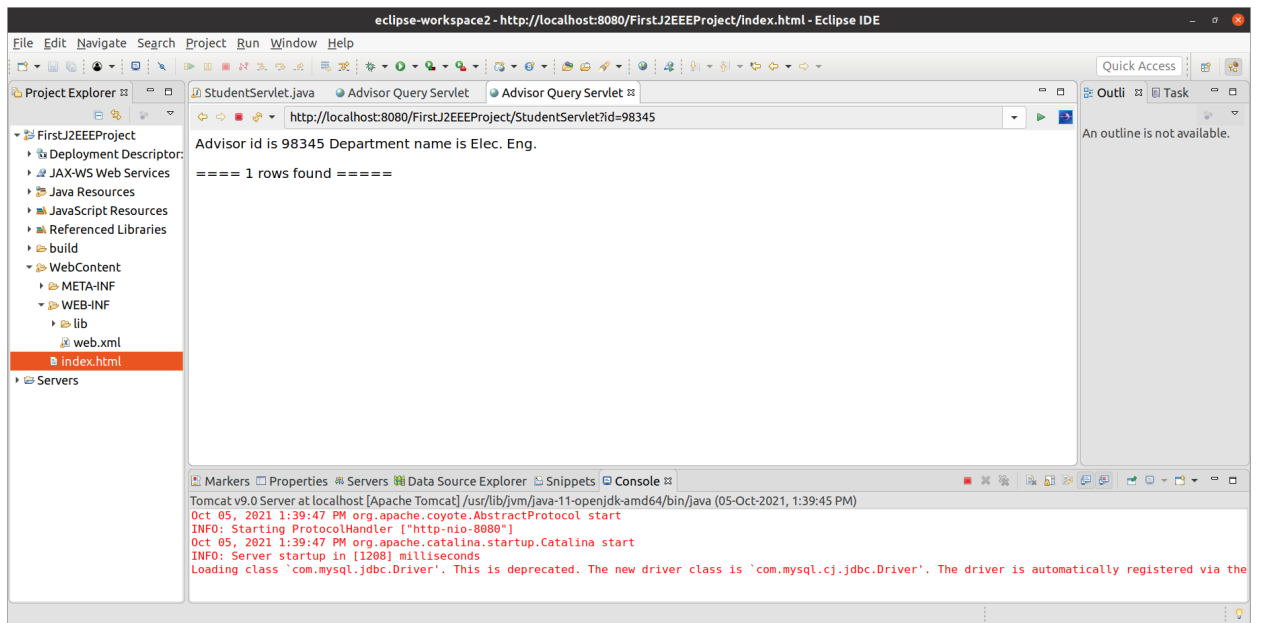 eclipse-workspace2 - http://localhost:8080/FirstJ2EEEProject/index.html - Eclipse IDE
File Edit Navigate Search Project Run Window Help
Quick Access
Project Explorer
StudentServlet.java Advisor Query Servlet Advisor Query Servlet
Outli Task
http://localhost:8080/FirstJ2EEEProject/StudentServlet?id=98345
FirstJ2EEEProject
Deployment Descriptor:
JAX-WS Web Services
Java Resources
JavaScript Resources
Referenced Libraries
build
WebContent
META-INF
WEB-INF
lib
web.xml
index.html
Servers
Advisor id is 98345 Department name is Elec. Eng.
==== 1 rows found =====
An outline is not available.
Markers Properties Servers Data Source Explorer Snippets Console
Tomcat v9.0 Server at localhost [Apache Tomcat] /usr/lib/jvm/java-11-openjdk-amd64/bin/java (05-Oct-2021, 1:39:45 PM)
Oct 05, 2021 1:39:47 PM org.apache.coyote.AbstractProtocol start
INFO: Starting ProtocolHandler ["http-nio-8080"]
Oct 05, 2021 1:39:47 PM org.apache.catalina.startup.Catalina start
INFO: Server startup in [1208] milliseconds
Loading class `com.mysql.jdbc.Driver'. This is deprecated. The new driver class is `com.mysql.cj.jdbc.Driver'. The driver is automatically registered via the